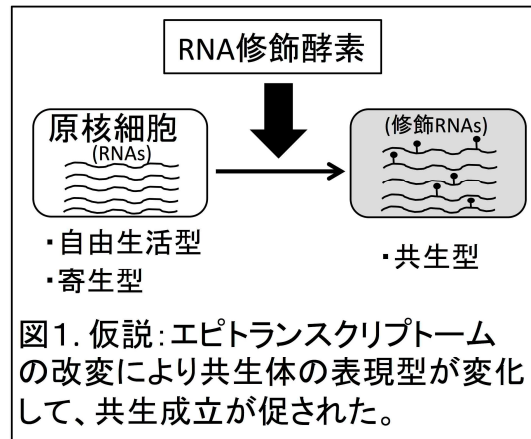 RNA修飾酵素
原核細胞
(RNAs)
(修飾RNAs)
・自由生活型
・寄生型
・共生型
図1. 仮説：エピトランスクリプトーム
の改変により共生体の表現型が変化
して、共生成立が促された。